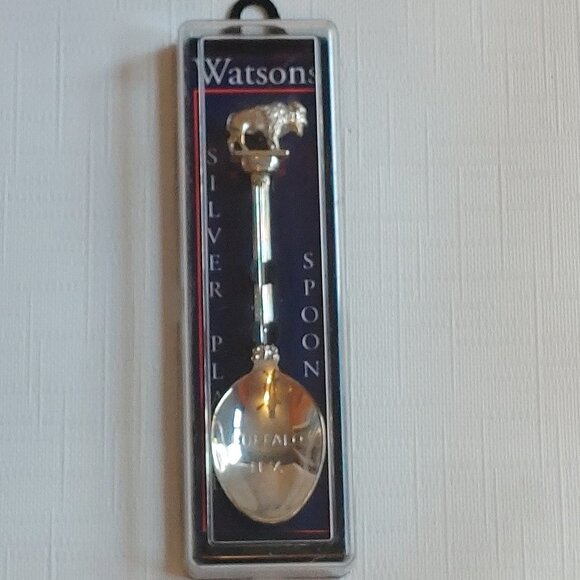 Watsons
SILVER PLA
SPOON
BUFFALO
N.Y.